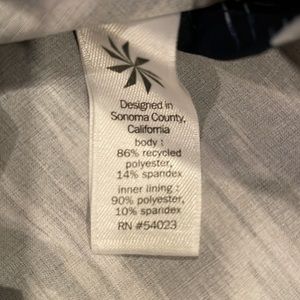 Designed in
Sonoma County,
California
body :
86% recycled
polyester,
14% spandex
inner lining :
90% polyester,
10% spandex
RN #54023